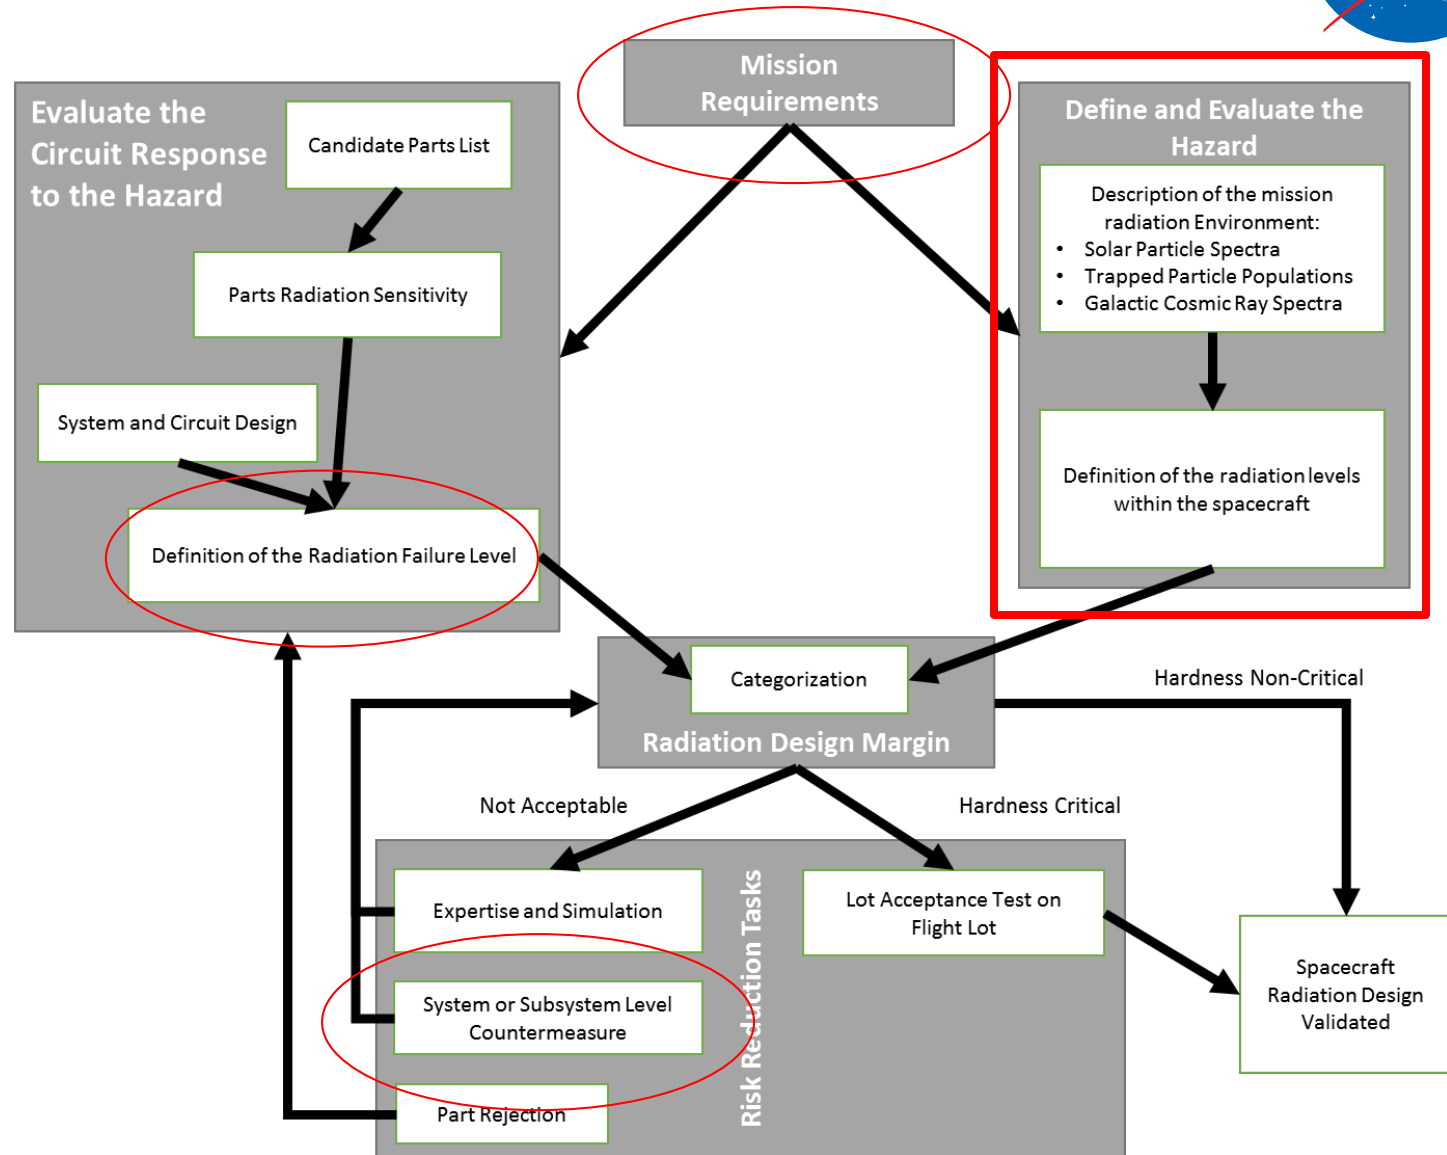 Mission
Requirements
Evaluate the
Circuit Response
to the Hazard
Candidate Parts List
Parts Radiation Sensitivity
System and Circuit Design
Definition of the Radiation Failure Level
Define and Evaluate the
Hazard
Description of the mission
radiation Environment:
• Solar Particle Spectra
• Trapped Particle Populations
• Galactic Cosmic Ray Spectra
Definition of the radiation levels
within the spacecraft
Categorization
Radiation Design Margin
Hardness Non-Critical
Not Acceptable
Hardness Critical
Risk Reduction Tasks
Expertise and Simulation
System or Subsystem Level
Countermeasure
Part Rejection
Lot Acceptance Test on
Flight Lot
Spacecraft
Radiation Design
Validated